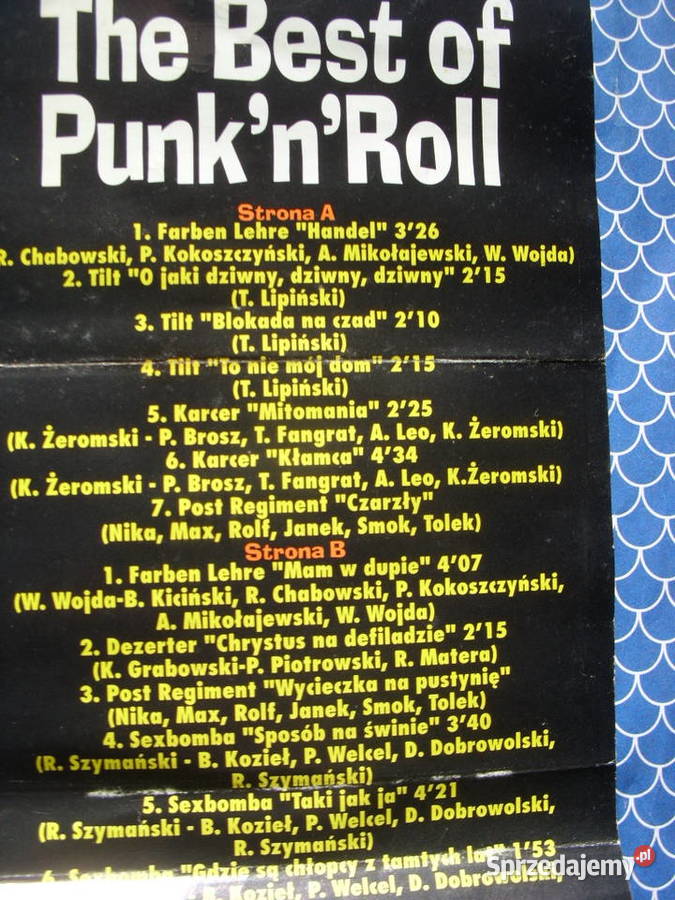 The Best of
Punk'n'Roll
Strona A
1. Farben Lehre "Handel" 3'26
R. Chabowski, P. Kokoszczyński, A. Mikołajewski, W. Wojda)
2. Tilt "O jaki dziwny, dziwny, dziwny" 2'15
(T. Lipiński)
3. Tilt "Blokada na czad" 2'10
(T. Lipiński)
4. Tilt "To nie mój dom" 2'15
(T. Lipiński)
5. Karcer "Mitomania" 2'25
(K. Żeromski - P. Brosz, T. Fangrat, A. Leo, K. Żeromski)
6. Karcer "Kłamca" 4'34
(K. Żeromski - P. Brosz, T. Fangrat, A. Leo, K.Żeromski)
7. Post Regiment "Czarzły"
(Nika, Max, Rolf, Janek, Smok, Tolek)
Strona B
1. Farben Lehre "Mam w dupie" 4'07
(W. Wojda-B. Kiciński, R. Chabowski, P. Kokoszczyński,
A. Mikołajewski, W. Wojda)
2. Dezerter "Chrystus na defiladzie" 2'15
(K. Grabowski-P. Piotrowski, R. Matera)
3. Post Regiment "Wycieczka na pustynię"
(Nika, Max, Rolf, Janek, Smok, Tolek)
4. Sexbomba "Sposób na świnie" 3'40
(R. Szymański - B. Kozieł, P. Welcel, D. Dobrowolski,
R. Szymański)
5. Sexbomba "Taki jak ja" 4'21
(R. Szymański - B. Kozieł, P. Welcel, D. Dobrowolski,
R. Szymański)
6. Sexbomba "Gdzie są chłopcy z tamtych lat" 1'53
- B. Kozieł, P. Welcel, D. Dobrowolski,
Sprzedajemy.pl